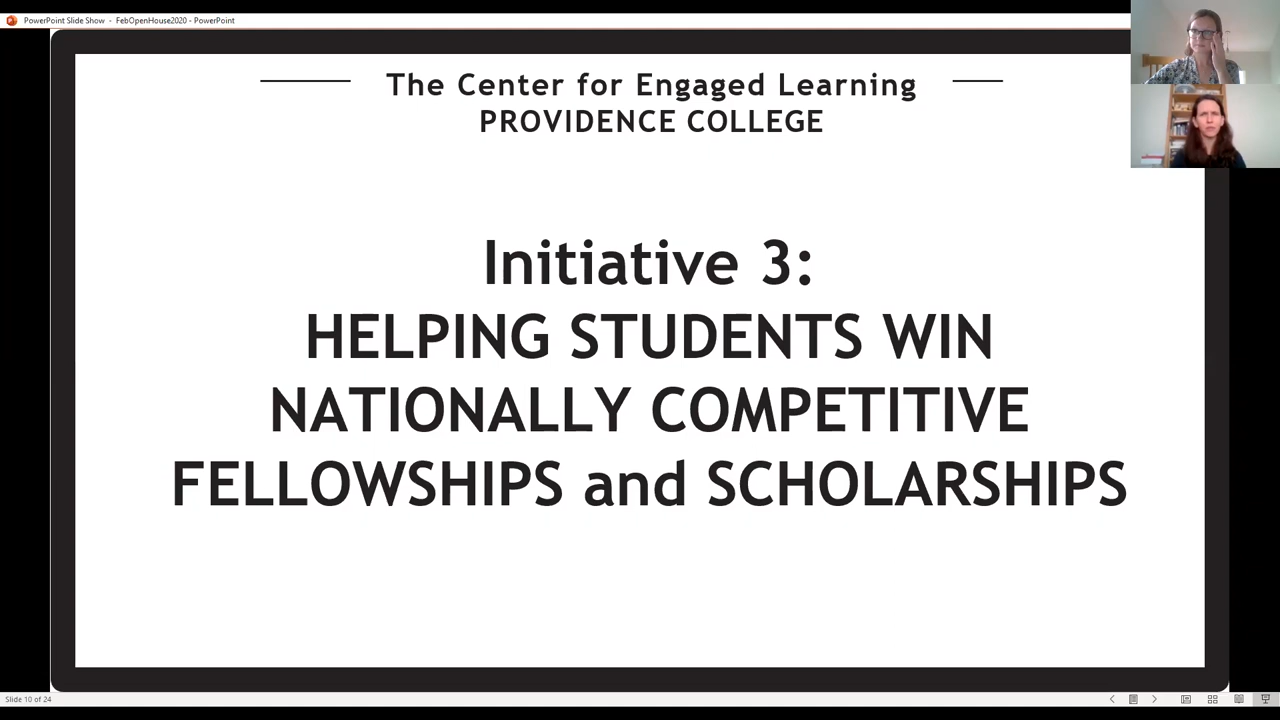 PowerPoint Slide Show - FebOpenHouse2020 - PowerPoint
The Center for Engaged Learning
PROVIDENCE COLLEGE
Initiative 3:
HELPING STUDENTS WIN
NATIONALLY COMPETITIVE
FELLOWSHIPS and SCHOLARSHIPS
Slide 10 of 24